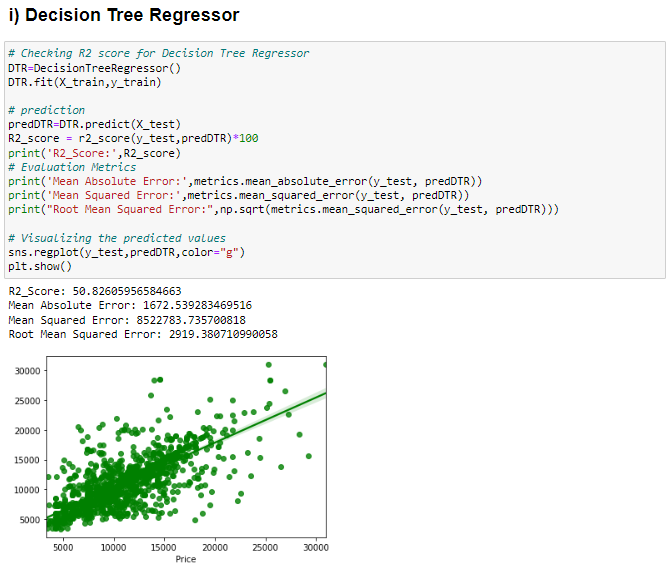 i) Decision Tree Regressor
# Checking R2 score for Decision Tree Regressor
DTR=DecisionTreeRegressor()
DTR.fit(X_train,y_train)
# prediction
predDTR=DTR.predict(X_test)
R2_score = r2_score(y_test,predDTR)*100
print('R2_Score:',R2_score)
# Evaluation Metrics
print('Mean Absolute Error:',metrics.mean_absolute_error(y_test, predDTR))
print('Mean Squared Error:',metrics.mean_squared_error(y_test, predDTR))
print("Root Mean Squared Error:",np.sqrt(metrics.mean_squared_error(y_test, predDTR)))
# Visualizing the predicted values
sns.regplot(y_test,predDTR,color="g")
plt.show()
R2_Score: 50.82605956584663
Mean Absolute Error: 1672.539283469516
Mean Squared Error: 8522783.735700818
Root Mean Squared Error: 2919.380710990058
30000
25000
20000
15000
10000
5000
5000 10000 15000 20000 25000 30000
Price